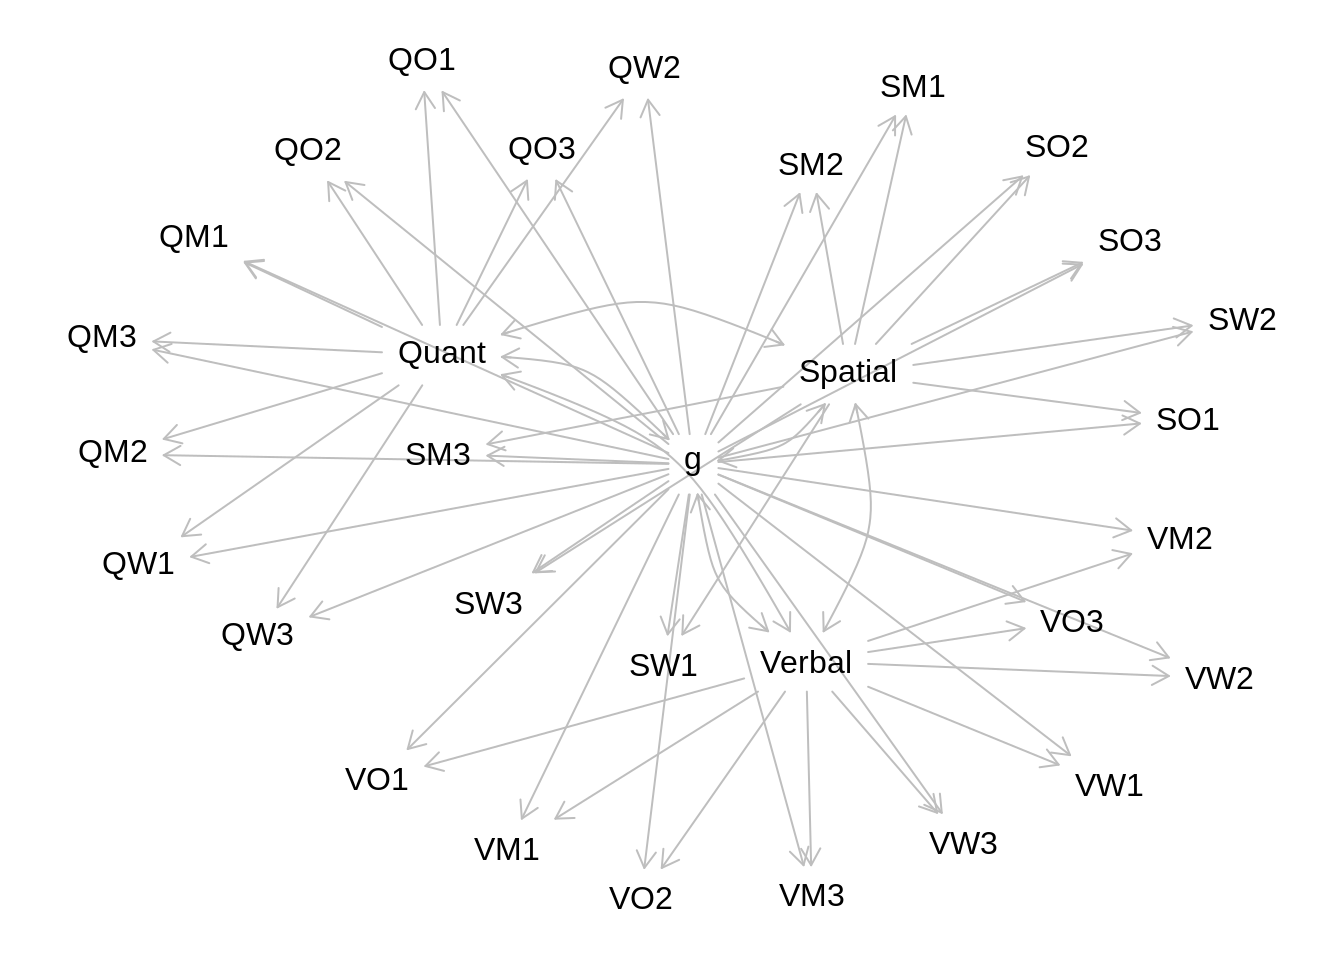 QO1
QW2
SM1
QO2
QO3
SM2
SO2
QM1
SO3
QM3
SW2
Quant
Spatial
SO1
QM2
SM3
g
VM2
QW1
SW3
VO3
QW3
SW1
Verbal
VW2
VO1
VW1
VM1
VW3
VO2
VM3